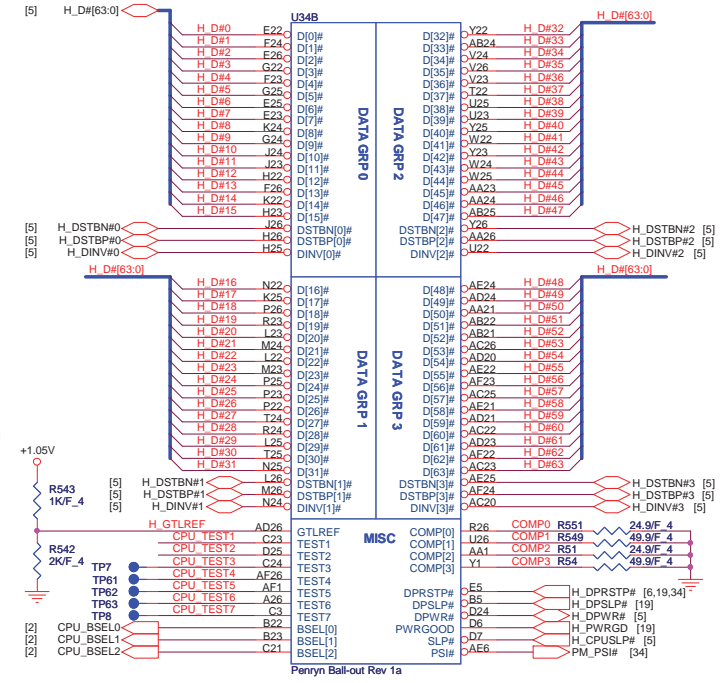 U34B
[5] H_D#[63:0] H_D#[63:0]
H_D#0 E22 D[0]# D[32]# Y22 H_D#32
H_D#1 F24 D[1]# D[33]# AB24 H_D#33
H_D#2 E26 D[2]# D[34]# V24 H_D#34
H_D#3 G22 D[3]# D[35]# V26 H_D#35
H_D#4 F23 D[4]# D[36]# V23 H_D#36
H_D#5 G25 D[5]# D[37]# T22 H_D#37
H_D#6 E25 D[6]# D[38]# U25 H_D#38
H_D#7 E23 D[7]# D[39]# U23 H_D#39
H_D#8 K24 D[8]# D[40]# Y25 H_D#40
H_D#9 G24 D[9]# D[41]# W22 H_D#41
H_D#10 J24 D[10]# D[42]# Y23 H_D#42
H_D#11 J23 D[11]# D[43]# W24 H_D#43
H_D#12 H22 D[12]# D[44]# W25 H_D#44
H_D#13 F26 D[13]# D[45]# AA23 H_D#45
H_D#14 K22 D[14]# D[46]# AA24 H_D#46
H_D#15 H23 D[15]# D[47]# AB25 H_D#47
[5] H_DSTBN#0 J26 DSTBN[0]# DSTBN[2]# Y26 H_DSTBN#2 [5]
[5] H_DSTBP#0 H26 DSTBP[0]# DSTBP[2]# AA26 H_DSTBP#2 [5]
[5] H_DINV#0 H25 DINV[0]# DINV[2]# U22 H_DINV#2 [5]
DATA GRP 0
DATA GRP 2
H_D#[63:0] H_D#[63:0]
H_D#16 N22 D[16]# D[48]# AE24 H_D#48
H_D#17 K25 D[17]# D[49]# AD24 H_D#49
H_D#18 P26 D[18]# D[50]# AA21 H_D#50
H_D#19 R23 D[19]# D[51]# AB22 H_D#51
H_D#20 L23 D[20]# D[52]# AB21 H_D#52
H_D#21 M24 D[21]# D[53]# AC26 H_D#53
H_D#22 L22 D[22]# D[54]# AD20 H_D#54
H_D#23 M23 D[23]# D[55]# AE22 H_D#55
H_D#24 P25 D[24]# D[56]# AF23 H_D#56
H_D#25 P23 D[25]# D[57]# AC25 H_D#57
H_D#26 P22 D[26]# D[58]# AE21 H_D#58
H_D#27 T24 D[27]# D[59]# AD21 H_D#59
H_D#28 R24 D[28]# D[60]# AC22 H_D#60
H_D#29 L25 D[29]# D[61]# AD23 H_D#61
H_D#30 T25 D[30]# D[62]# AF22 H_D#62
H_D#31 N25 D[31]# D[63]# AC23 H_D#63
[5] H_DSTBN#1 L26 DSTBN[1]# DSTBN[3]# AE25 H_DSTBN#3 [5]
[5] H_DSTBP#1 M26 DSTBP[1]# DSTBP[3]# AF24 H_DSTBP#3 [5]
[5] H_DINV#1 N24 DINV[1]# DINV[3]# AC20 H_DINV#3 [5]
DATA GRP 1
DATA GRP 3
+1.05V
R543
1K/F_4
R542
2K/F_4
MISC
H_GTLREF AD26 GTLREF COMP[0] R26 COMP0 R551 24.9/F_4
CPU_TEST1 C23 TEST1 COMP[1] U26 COMP1 R549 49.9/F_4
CPU_TEST2 D25 TEST2 COMP[2] AA1 COMP2 R51 24.9/F_4
TP7 CPU_TEST3 C24 TEST3 COMP[3] Y1 COMP3 R54 49.9/F_4
TP61 CPU_TEST4 AF26 TEST4
TP62 CPU_TEST5 AF1 TEST5 DPRSTP# E5 H_DPRSTP# [6,19,34]
TP63 CPU_TEST6 A26 TEST6 DPSLP# B5 H_DPSLP# [19]
TP8 CPU_TEST7 C3 TEST7 DPWR# D24 H_DPWR# [5]
[2] CPU_BSEL0 B22 BSEL[0] PWRGOOD D6 H_PWRGD [19]
[2] CPU_BSEL1 B23 BSEL[1] SLP# D7 H_CPUSLP# [5]
[2] CPU_BSEL2 C21 BSEL[2] PSI# AE6 PM_PSI# [34]
Penryn Ball-out Rev 1a